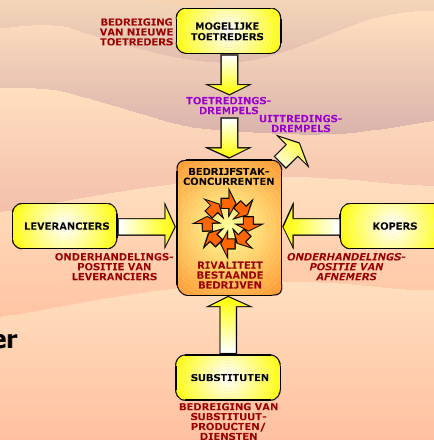 BEDREIGING
VAN NIEUWE
TOETREDERS
MOGELIJKE
TOETREDERS
TOETREDINGS-
DREMPELS
UITTREDINGS-
DREMPELS
BEDRIJFSTAK-
CONCURRENTEN
LEVERANCIERS
KOPERS
ONDERHANDELINGS-
POSITIE VAN
LEVERANCIERS
RIVALITEIT
BESTAANDE
BEDRIJVEN
ONDERHANDELINGS-
POSITIE VAN
AFNEMERS
er
SUBSTITUTEN
BEDREIGING VAN
SUBSTITUUT-
PRODUCTEN/
DIENSTEN